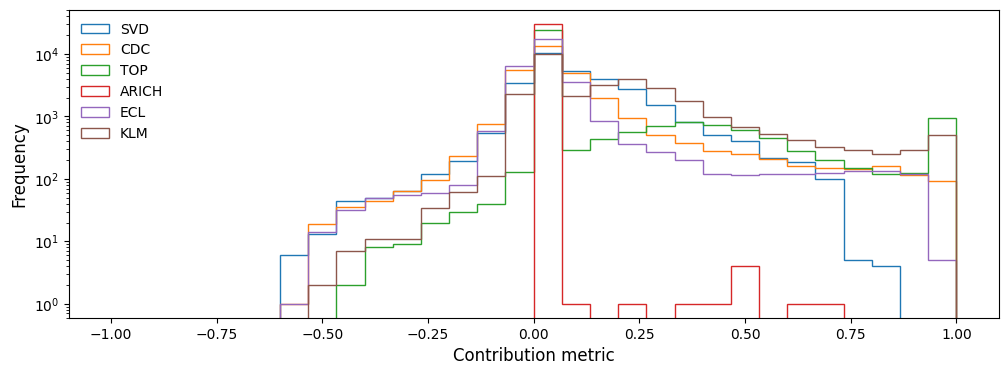 SVD
CDC
TOP
ARICH
ECL
KLM
Frequency
10⁴
10³
10²
10¹
10⁰
−1.00 −0.75 −0.50 −0.25 0.00 0.25 0.50 0.75 1.00
Contribution metric